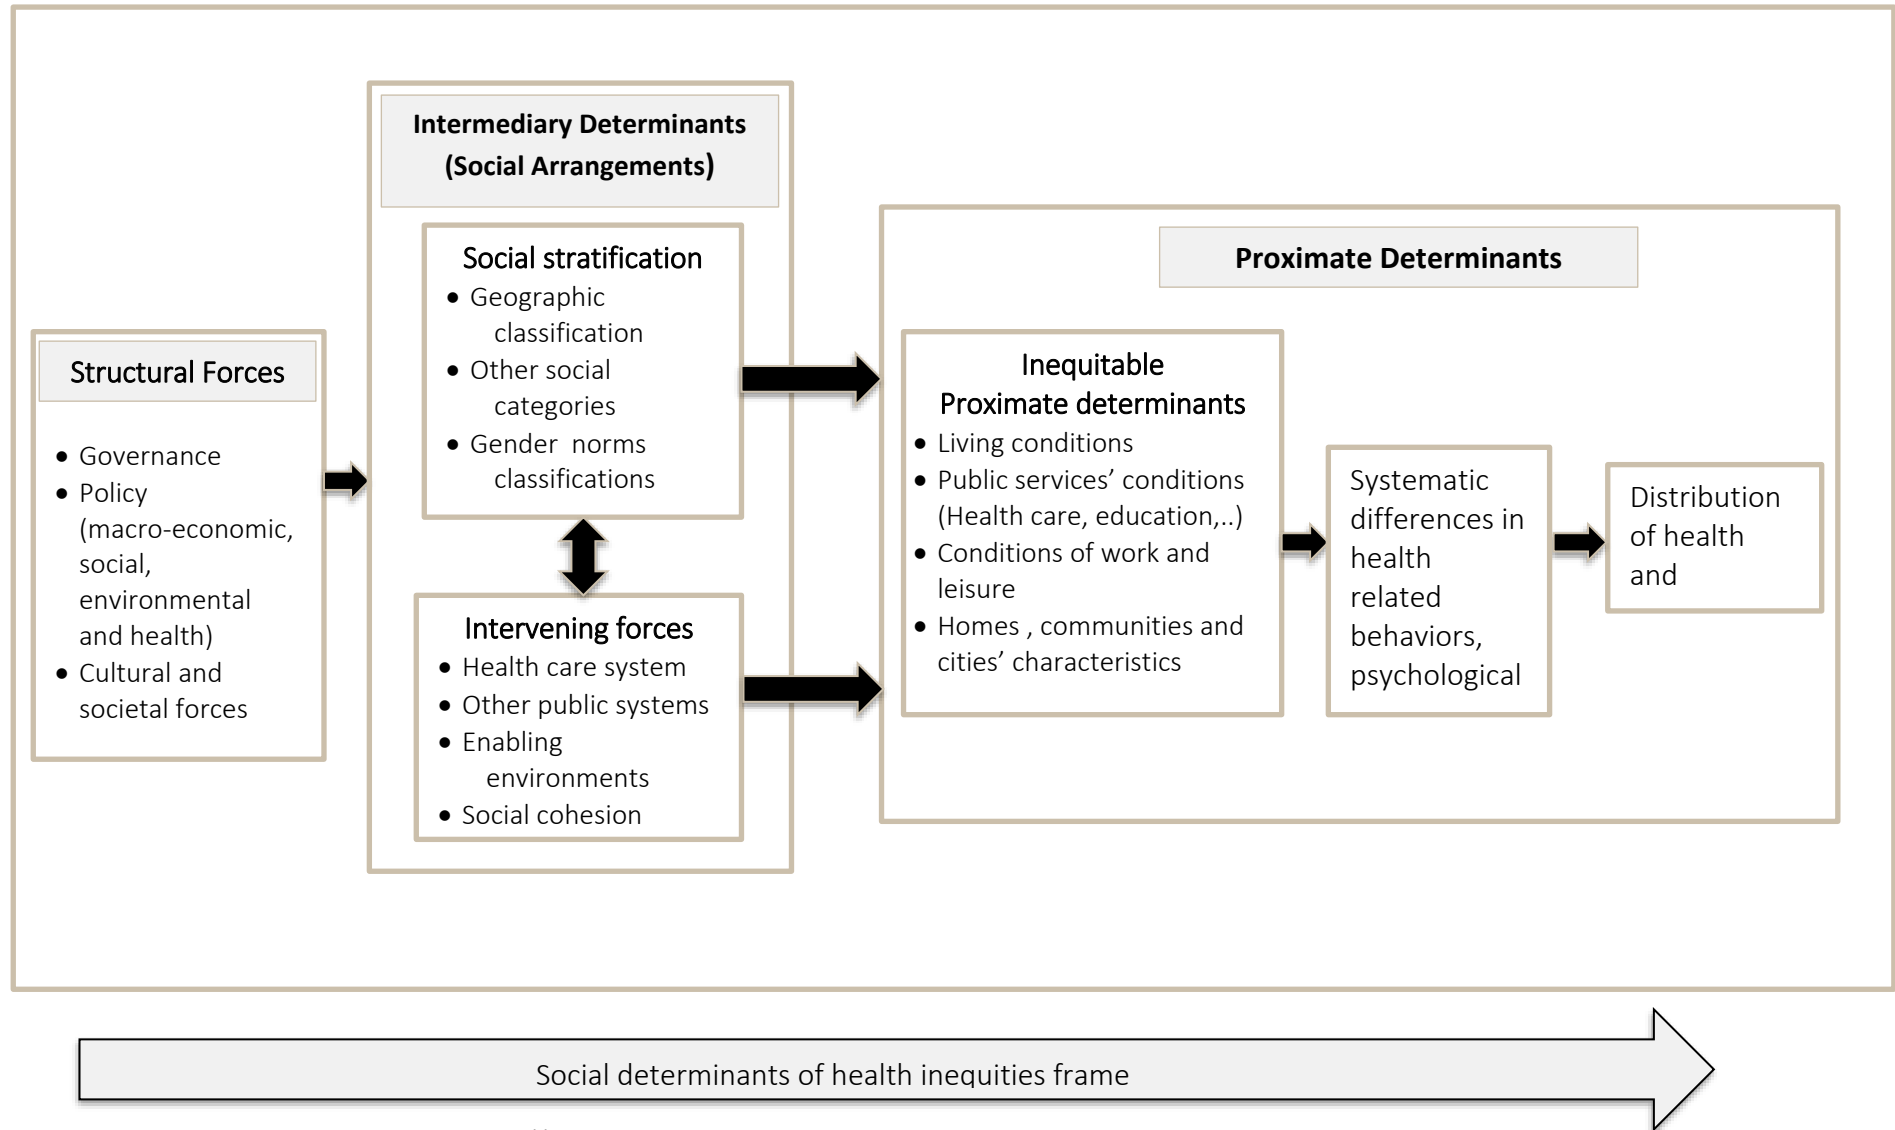 Structural Forces
• Governance
• Policy
(macro-economic,
social,
environmental
and health)
• Cultural and
societal forces
Intermediary Determinants
(Social Arrangements)
Social stratification
• Geographic
classification
• Other social
categories
• Gender norms
classifications
Intervening forces
• Health care system
• Other public systems
• Enabling
environments
• Social cohesion
Proximate Determinants
Inequitable
Proximate determinants
• Living conditions
• Public services’ conditions
(Health care, education,..)
• Conditions of work and
leisure
• Homes , communities and
cities’ characteristics
Systematic
differences in
health
related
behaviors,
psychological
Distribution
of health
and
Social determinants of health inequities frame